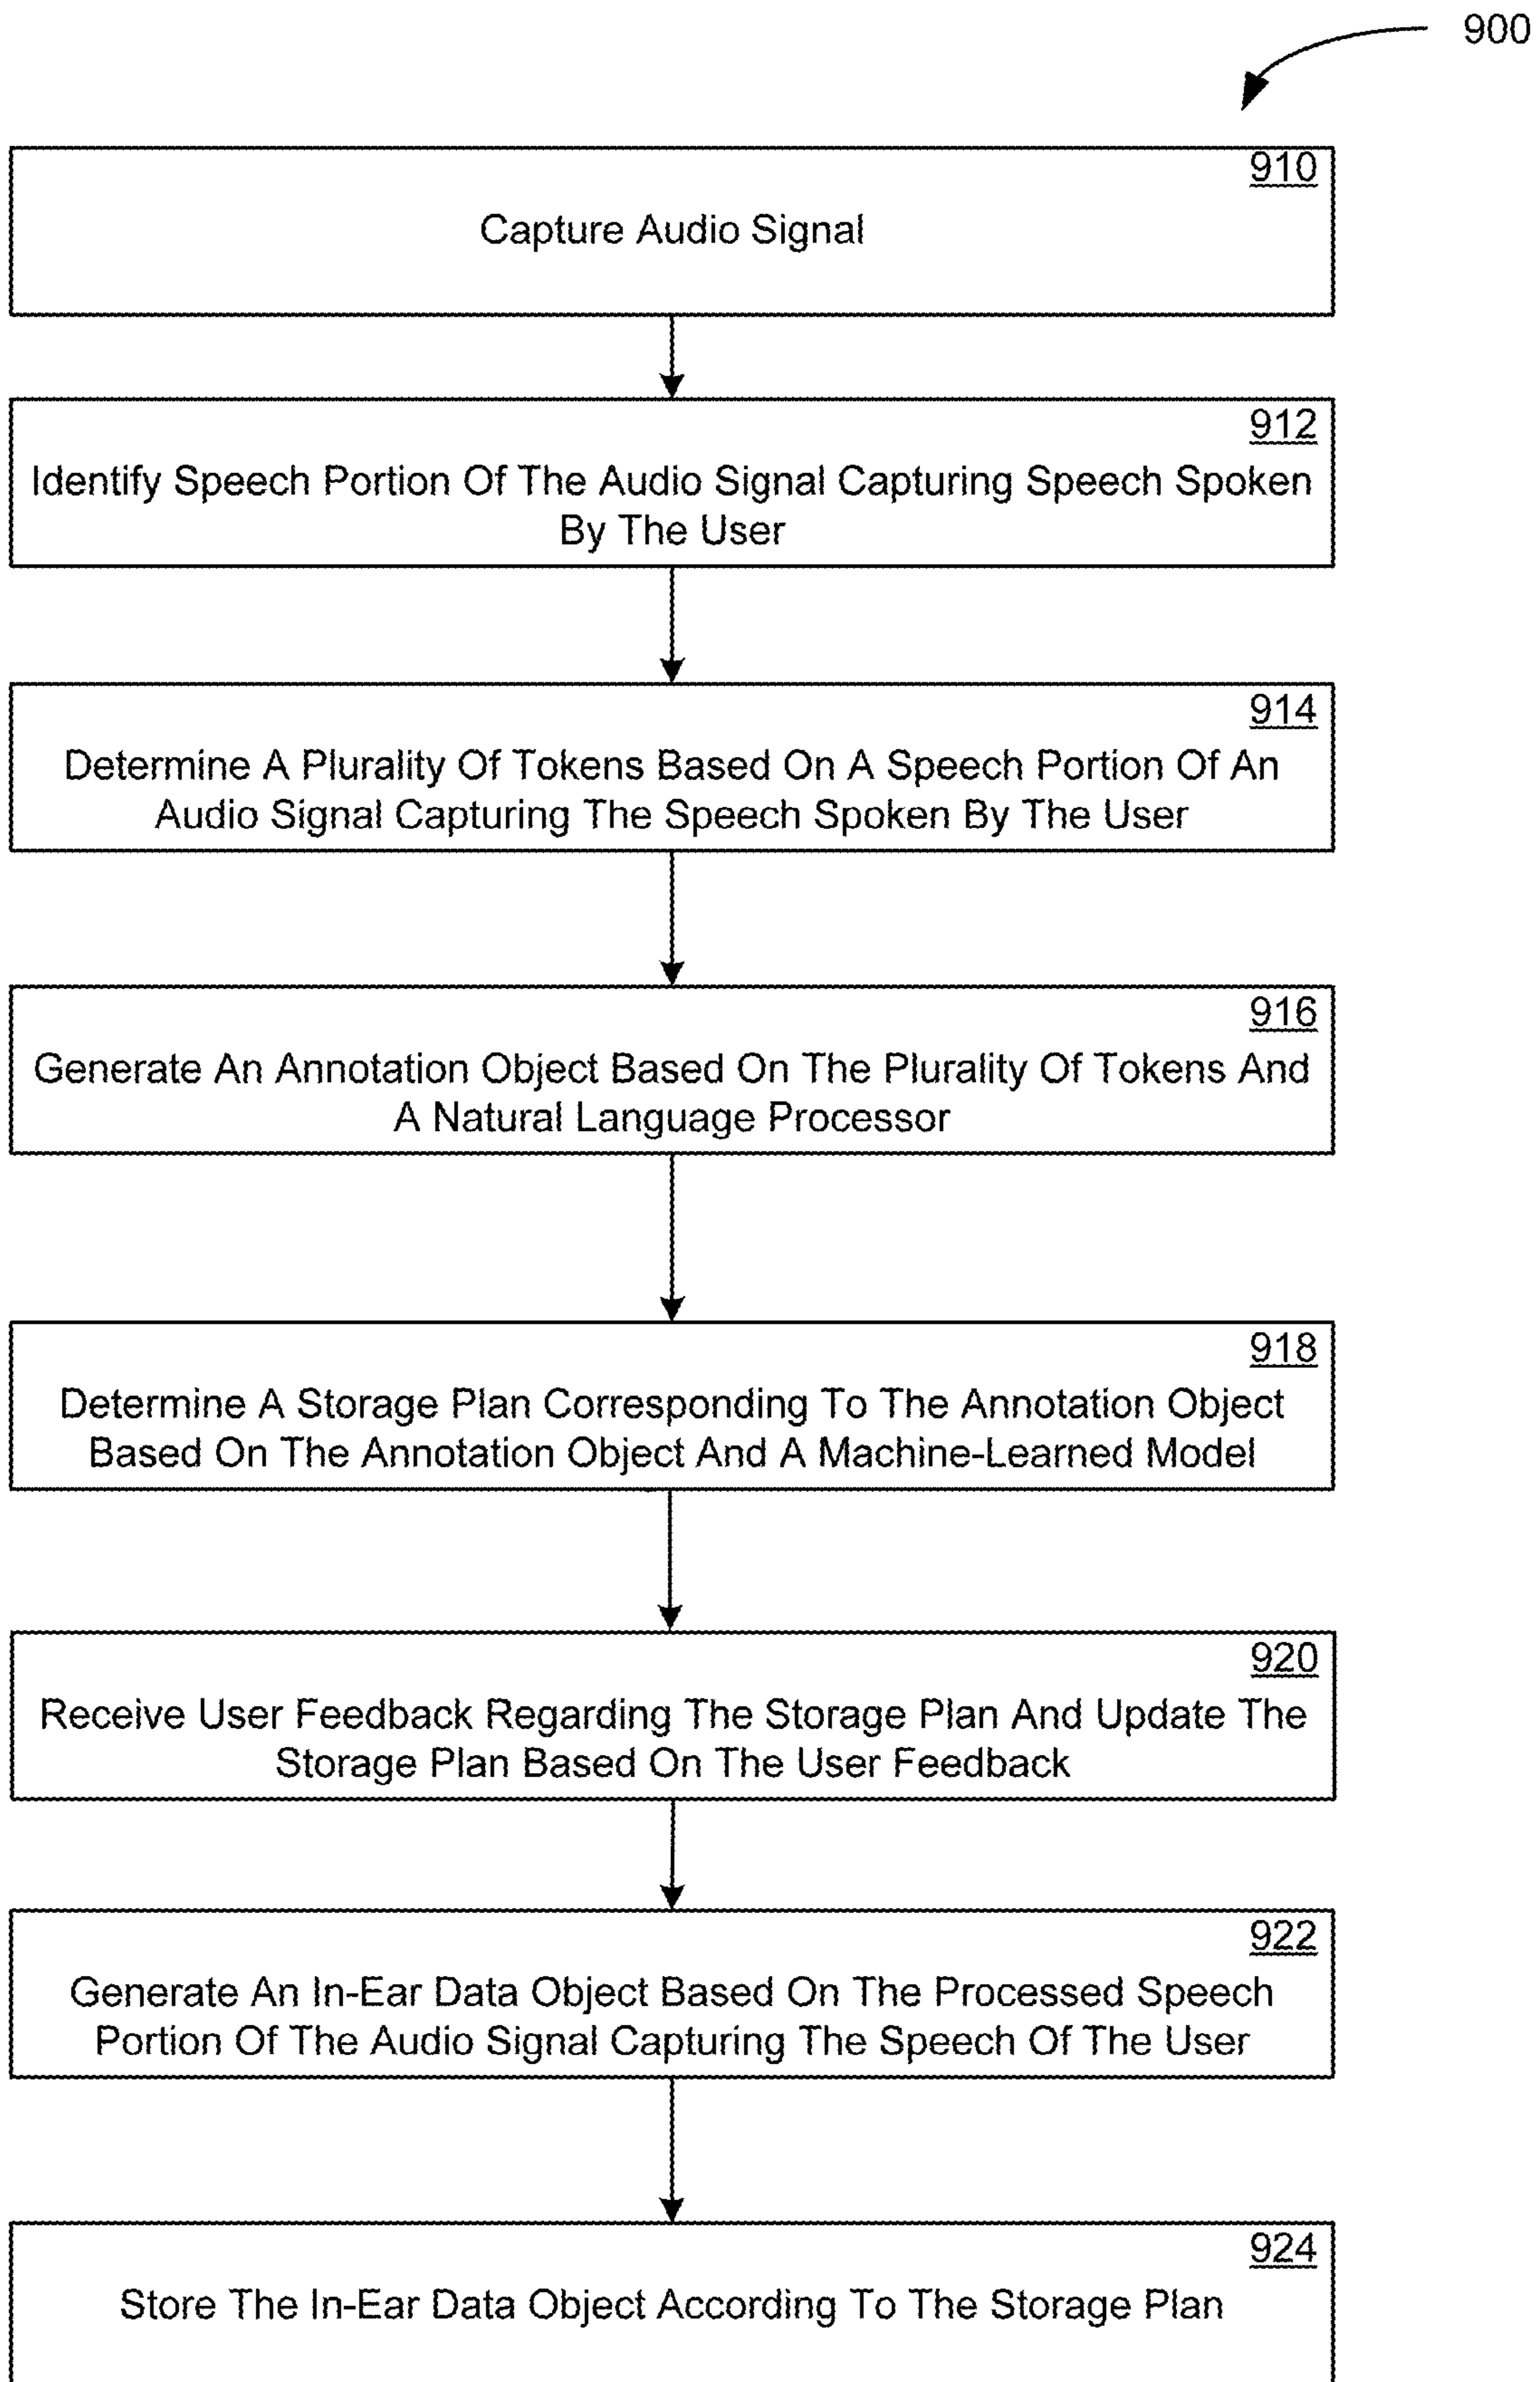 900
910
Capture Audio Signal
912
Identify Speech Portion Of The Audio Signal Capturing Speech Spoken
By The User
914
Determine A Plurality Of Tokens Based On A Speech Portion Of An
Audio Signal Capturing The Speech Spoken By The User
916
Generate An Annotation Object Based On The Plurality Of Tokens And
A Natural Language Processor
918
Determine A Storage Plan Corresponding To The Annotation Object
Based On The Annotation Object And A Machine-Learned Model
920
Receive User Feedback Regarding The Storage Plan And Update The
Storage Plan Based On The User Feedback
922
Generate An In-Ear Data Object Based On The Processed Speech
Portion Of The Audio Signal Capturing The Speech Of The User
924
Store The In-Ear Data Object According To The Storage Plan